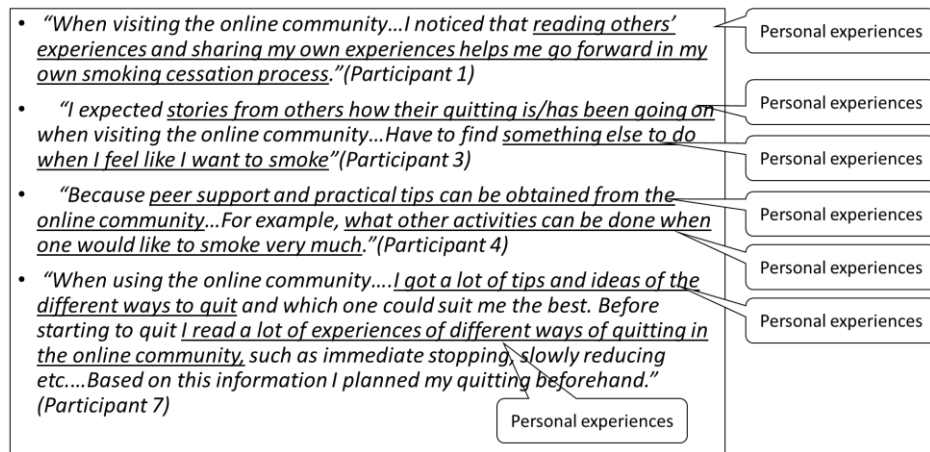 • “When visiting the online community…I noticed that reading others’
experiences and sharing my own experiences helps me go forward in my
own smoking cessation process.”(Participant 1)
Personal experiences
• “I expected stories from others how their quitting is/has been going on
when visiting the online community…Have to find something else to do
when I feel like I want to smoke”(Participant 3)
Personal experiences
Personal experiences
• “Because peer support and practical tips can be obtained from the
online community…For example, what other activities can be done when
one would like to smoke very much.”(Participant 4)
Personal experiences
Personal experiences
• “When using the online community….I got a lot of tips and ideas of the
different ways to quit and which one could suit me the best. Before
starting to quit I read a lot of experiences of different ways of quitting in
the online community, such as immediate stopping, slowly reducing
etc.…Based on this information I planned my quitting beforehand.”
(Participant 7)
Personal experiences
Personal experiences